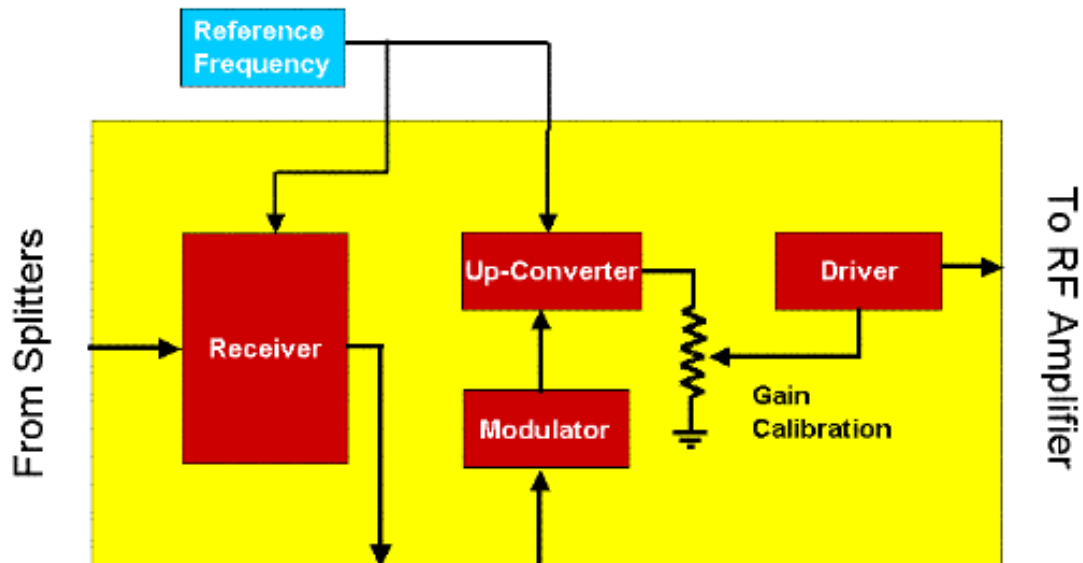 Reference
Frequency
From Splitters
Receiver
Up-Converter
Modulator
Driver
Gain
Calibration
To RF Amplifier